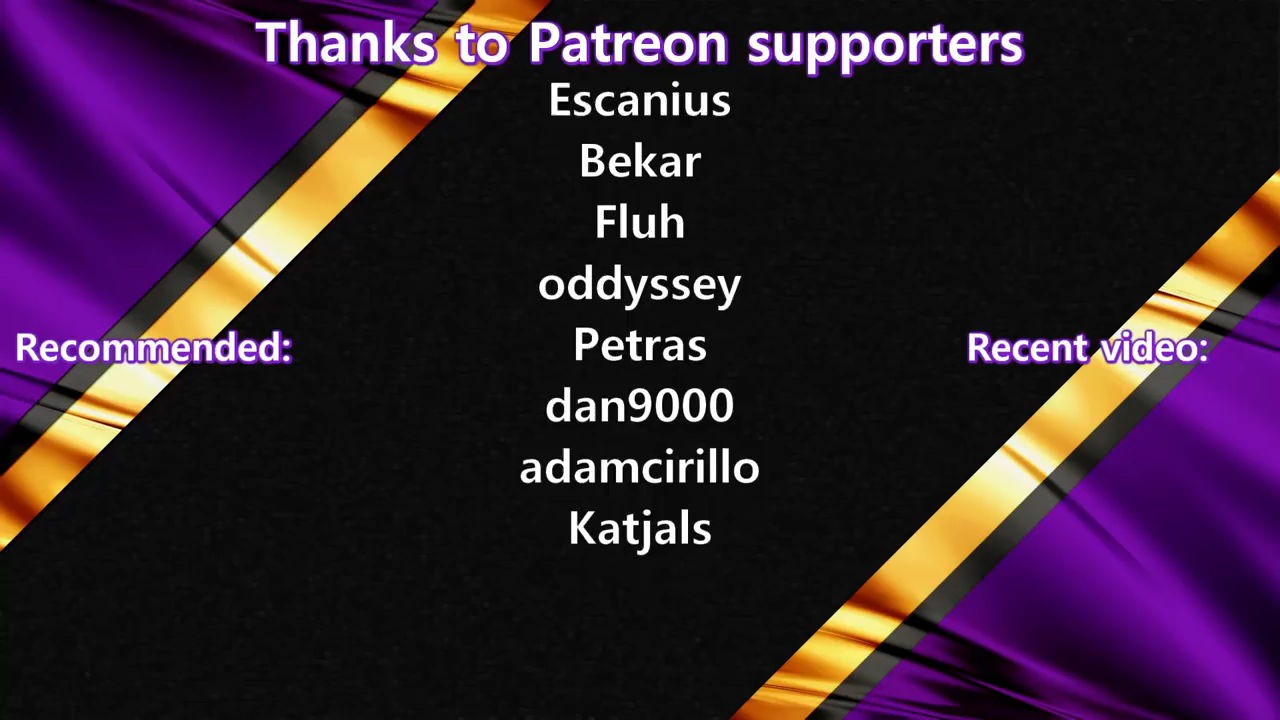 Thanks to Patreon supporters
Escanius
Bekar
Fluh
oddyssey
Petras
Recommended:
Recent video:
dan9000
adamcirillo
Katjals